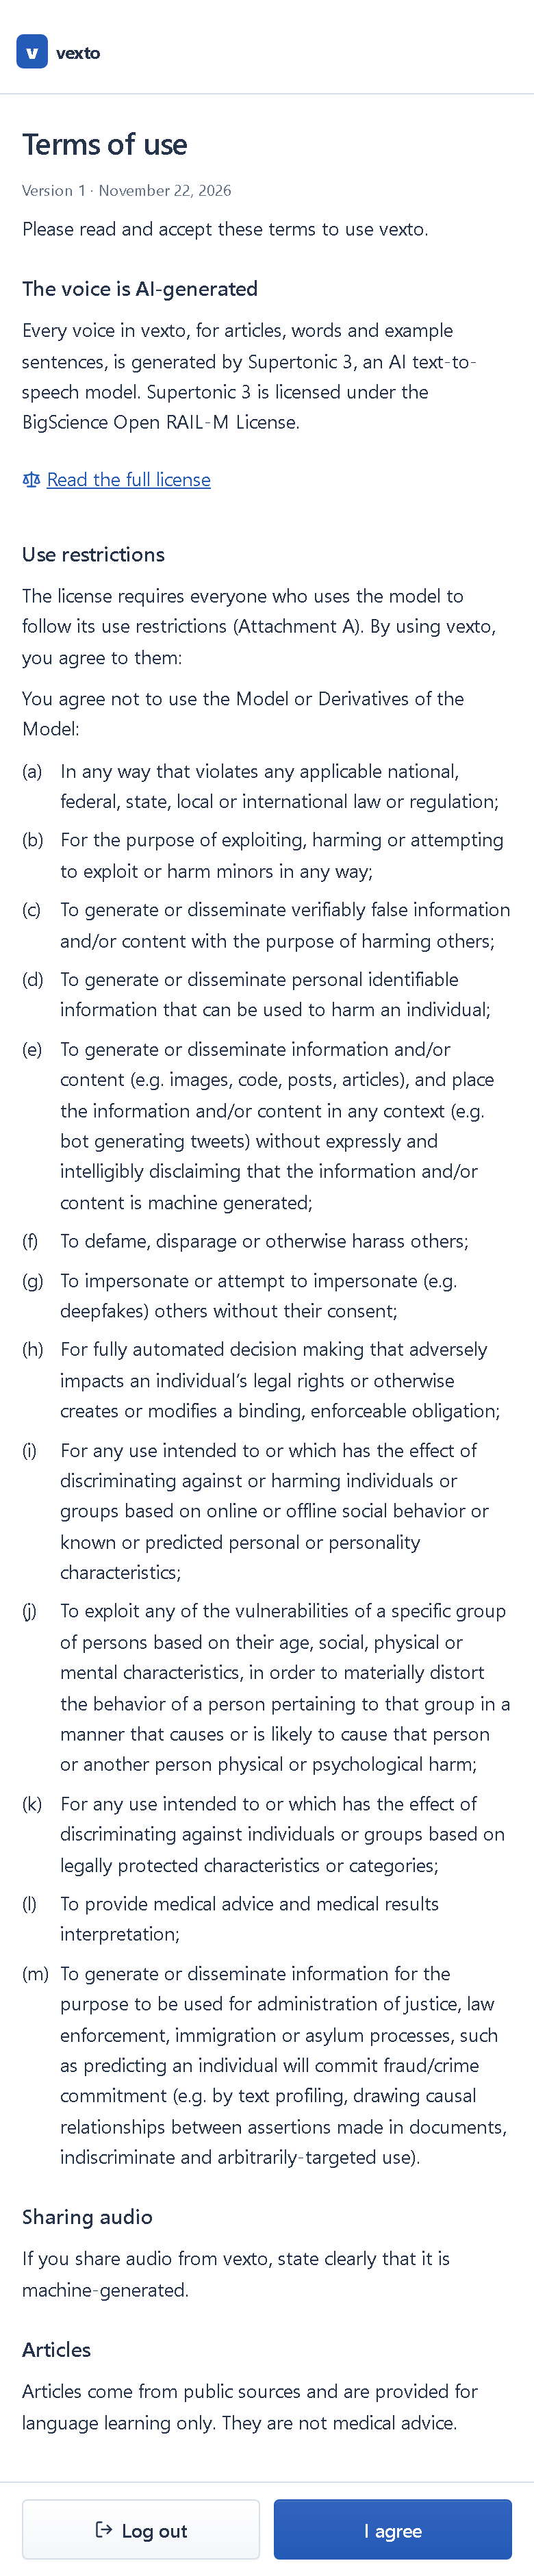 v vexto
Terms of use
Version 1 · November 22, 2026
Please read and accept these terms to use vexto.
The voice is AI-generated
Every voice in vexto, for articles, words and example
sentences, is generated by Supertonic 3, an AI text-to-
speech model. Supertonic 3 is licensed under the
BigScience Open RAIL-M License.
Read the full license
Use restrictions
The license requires everyone who uses the model to
follow its use restrictions (Attachment A). By using vexto,
you agree to them:
You agree not to use the Model or Derivatives of the
Model:
(a) In any way that violates any applicable national,
federal, state, local or international law or regulation;
(b) For the purpose of exploiting, harming or attempting
to exploit or harm minors in any way;
(c) To generate or disseminate verifiably false information
and/or content with the purpose of harming others;
(d) To generate or disseminate personal identifiable
information that can be used to harm an individual;
(e) To generate or disseminate information and/or
content (e.g. images, code, posts, articles), and place
the information and/or content in any context (e.g.
bot generating tweets) without expressly and
intelligibly disclaiming that the information and/or
content is machine generated;
(f) To defame, disparage or otherwise harass others;
(g) To impersonate or attempt to impersonate (e.g.
deepfakes) others without their consent;
(h) For fully automated decision making that adversely
impacts an individual’s legal rights or otherwise
creates or modifies a binding, enforceable obligation;
(i) For any use intended to or which has the effect of
discriminating against or harming individuals or
groups based on online or offline social behavior or
known or predicted personal or personality
characteristics;
(j) To exploit any of the vulnerabilities of a specific group
of persons based on their age, social, physical or
mental characteristics, in order to materially distort
the behavior of a person pertaining to that group in a
manner that causes or is likely to cause that person
or another person physical or psychological harm;
(k) For any use intended to or which has the effect of
discriminating against individuals or groups based on
legally protected characteristics or categories;
(l) To provide medical advice and medical results
interpretation;
(m) To generate or disseminate information for the
purpose to be used for administration of justice, law
enforcement, immigration or asylum processes, such
as predicting an individual will commit fraud/crime
commitment (e.g. by text profiling, drawing causal
relationships between assertions made in documents,
indiscriminate and arbitrarily-targeted use).
Sharing audio
If you share audio from vexto, state clearly that it is
machine-generated.
Articles
Articles come from public sources and are provided for
language learning only. They are not medical advice.
Log out
I agree